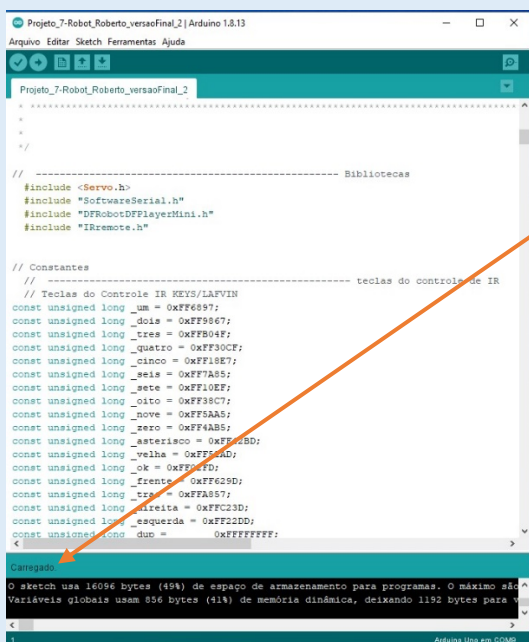 Projeto_7-Robot_Roberto_versaoFinal_2 | Arduino 1.8.13
Arquivo Editar Sketch Ferramentas Ajuda
Projeto_7-Robot_Roberto_versaoFinal_2
*/
// -------------------------------------------------- Bibliotecas
#include <Servo.h>
#include "SoftwareSerial.h"
#include "DFRobotDFPlayerMini.h"
#include "IRremote.h"
// Constantes
// -------------------------------------------------- teclas do controle de IR
// Teclas do Controle IR KEYS/LAFVIN
const unsigned long _um = 0xFF6897;
const unsigned long _dois = 0xFF9867;
const unsigned long _tres = 0xFFB04F;
const unsigned long _quatro = 0xFF30CF;
const unsigned long _cinco = 0xFF18E7;
const unsigned long _seis = 0xFF7A85;
const unsigned long _sete = 0xFF10EF;
const unsigned long _oito = 0xFF38C7;
const unsigned long _nove = 0xFF5AA5;
const unsigned long _zero = 0xFF4AB5;
const unsigned long _asterisco =
const unsigned long _velha =
const unsigned long _ok =
const unsigned long _frente = 0xFF629D;
const unsigned long = 0xFFA857;
const unsigned long = 0xFFC23D;
const unsigned long _esquerda = 0xFF22DD;
const unsigned long _dup = 0xFFFFFFFF;
Carregado.
O sketch usa 16096 bytes (49%) de espaço de armazenamento para programas. O máximo são
Variáveis globais usam 856 bytes (41%) de memória dinâmica, deixando 1192 bytes para
1
Arduino Uno em